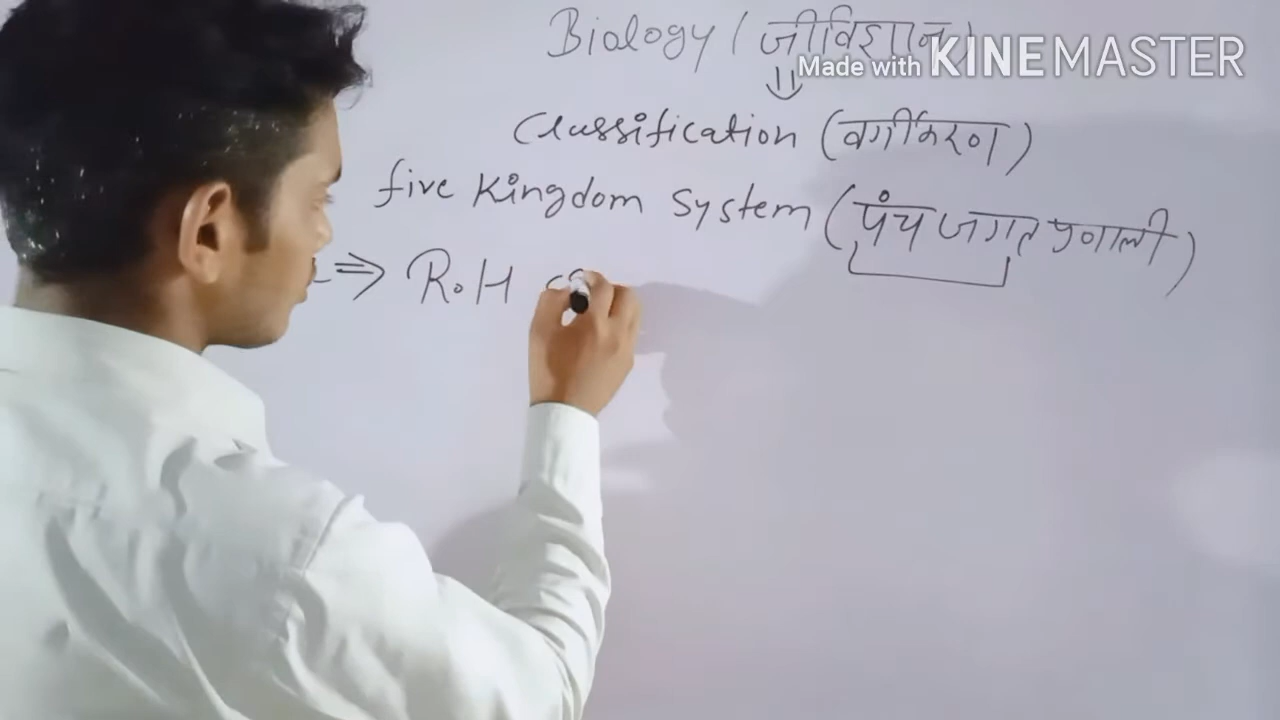 Biology (जीविज्ञान)
Made with KINEMASTER
Classification (वर्गीकरण)
five Kingdom System (पंच जगत प्रणाली)
⇒ R.H